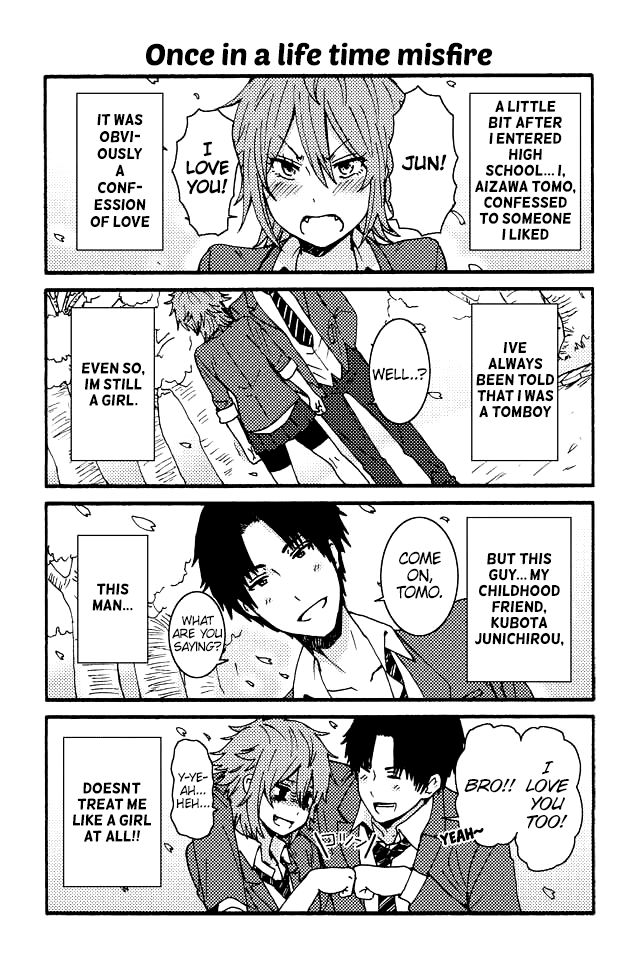 Once in a life time misfire
A LITTLE
BIT AFTER
I ENTERED
HIGH
SCHOOL... I,
AIZAWA TOMO,
CONFESSED
TO SOMEONE
I LIKED
JUN!
I
LOVE
YOU!
IT WAS
OBVI-
OUSLY
A
CONF-
ESSION
OF LOVE
IVE
ALWAYS
BEEN TOLD
THAT I WAS
A TOMBOY
WELL..?
EVEN SO,
IM STILL
A GIRL.
BUT THIS
GUY... MY
CHILDHOOD
FRIEND,
KUBOTA
JUNICHIROU,
COME
ON,
TOMO.
WHAT
ARE YOU
SAYING?
THIS
MAN...
I
LOVE
YOU
TOO!
BRO!!
YEAH~
コツン
Y-YE-
AH...
HEH...
DOESNT
TREAT ME
LIKE A GIRL
AT ALL!!